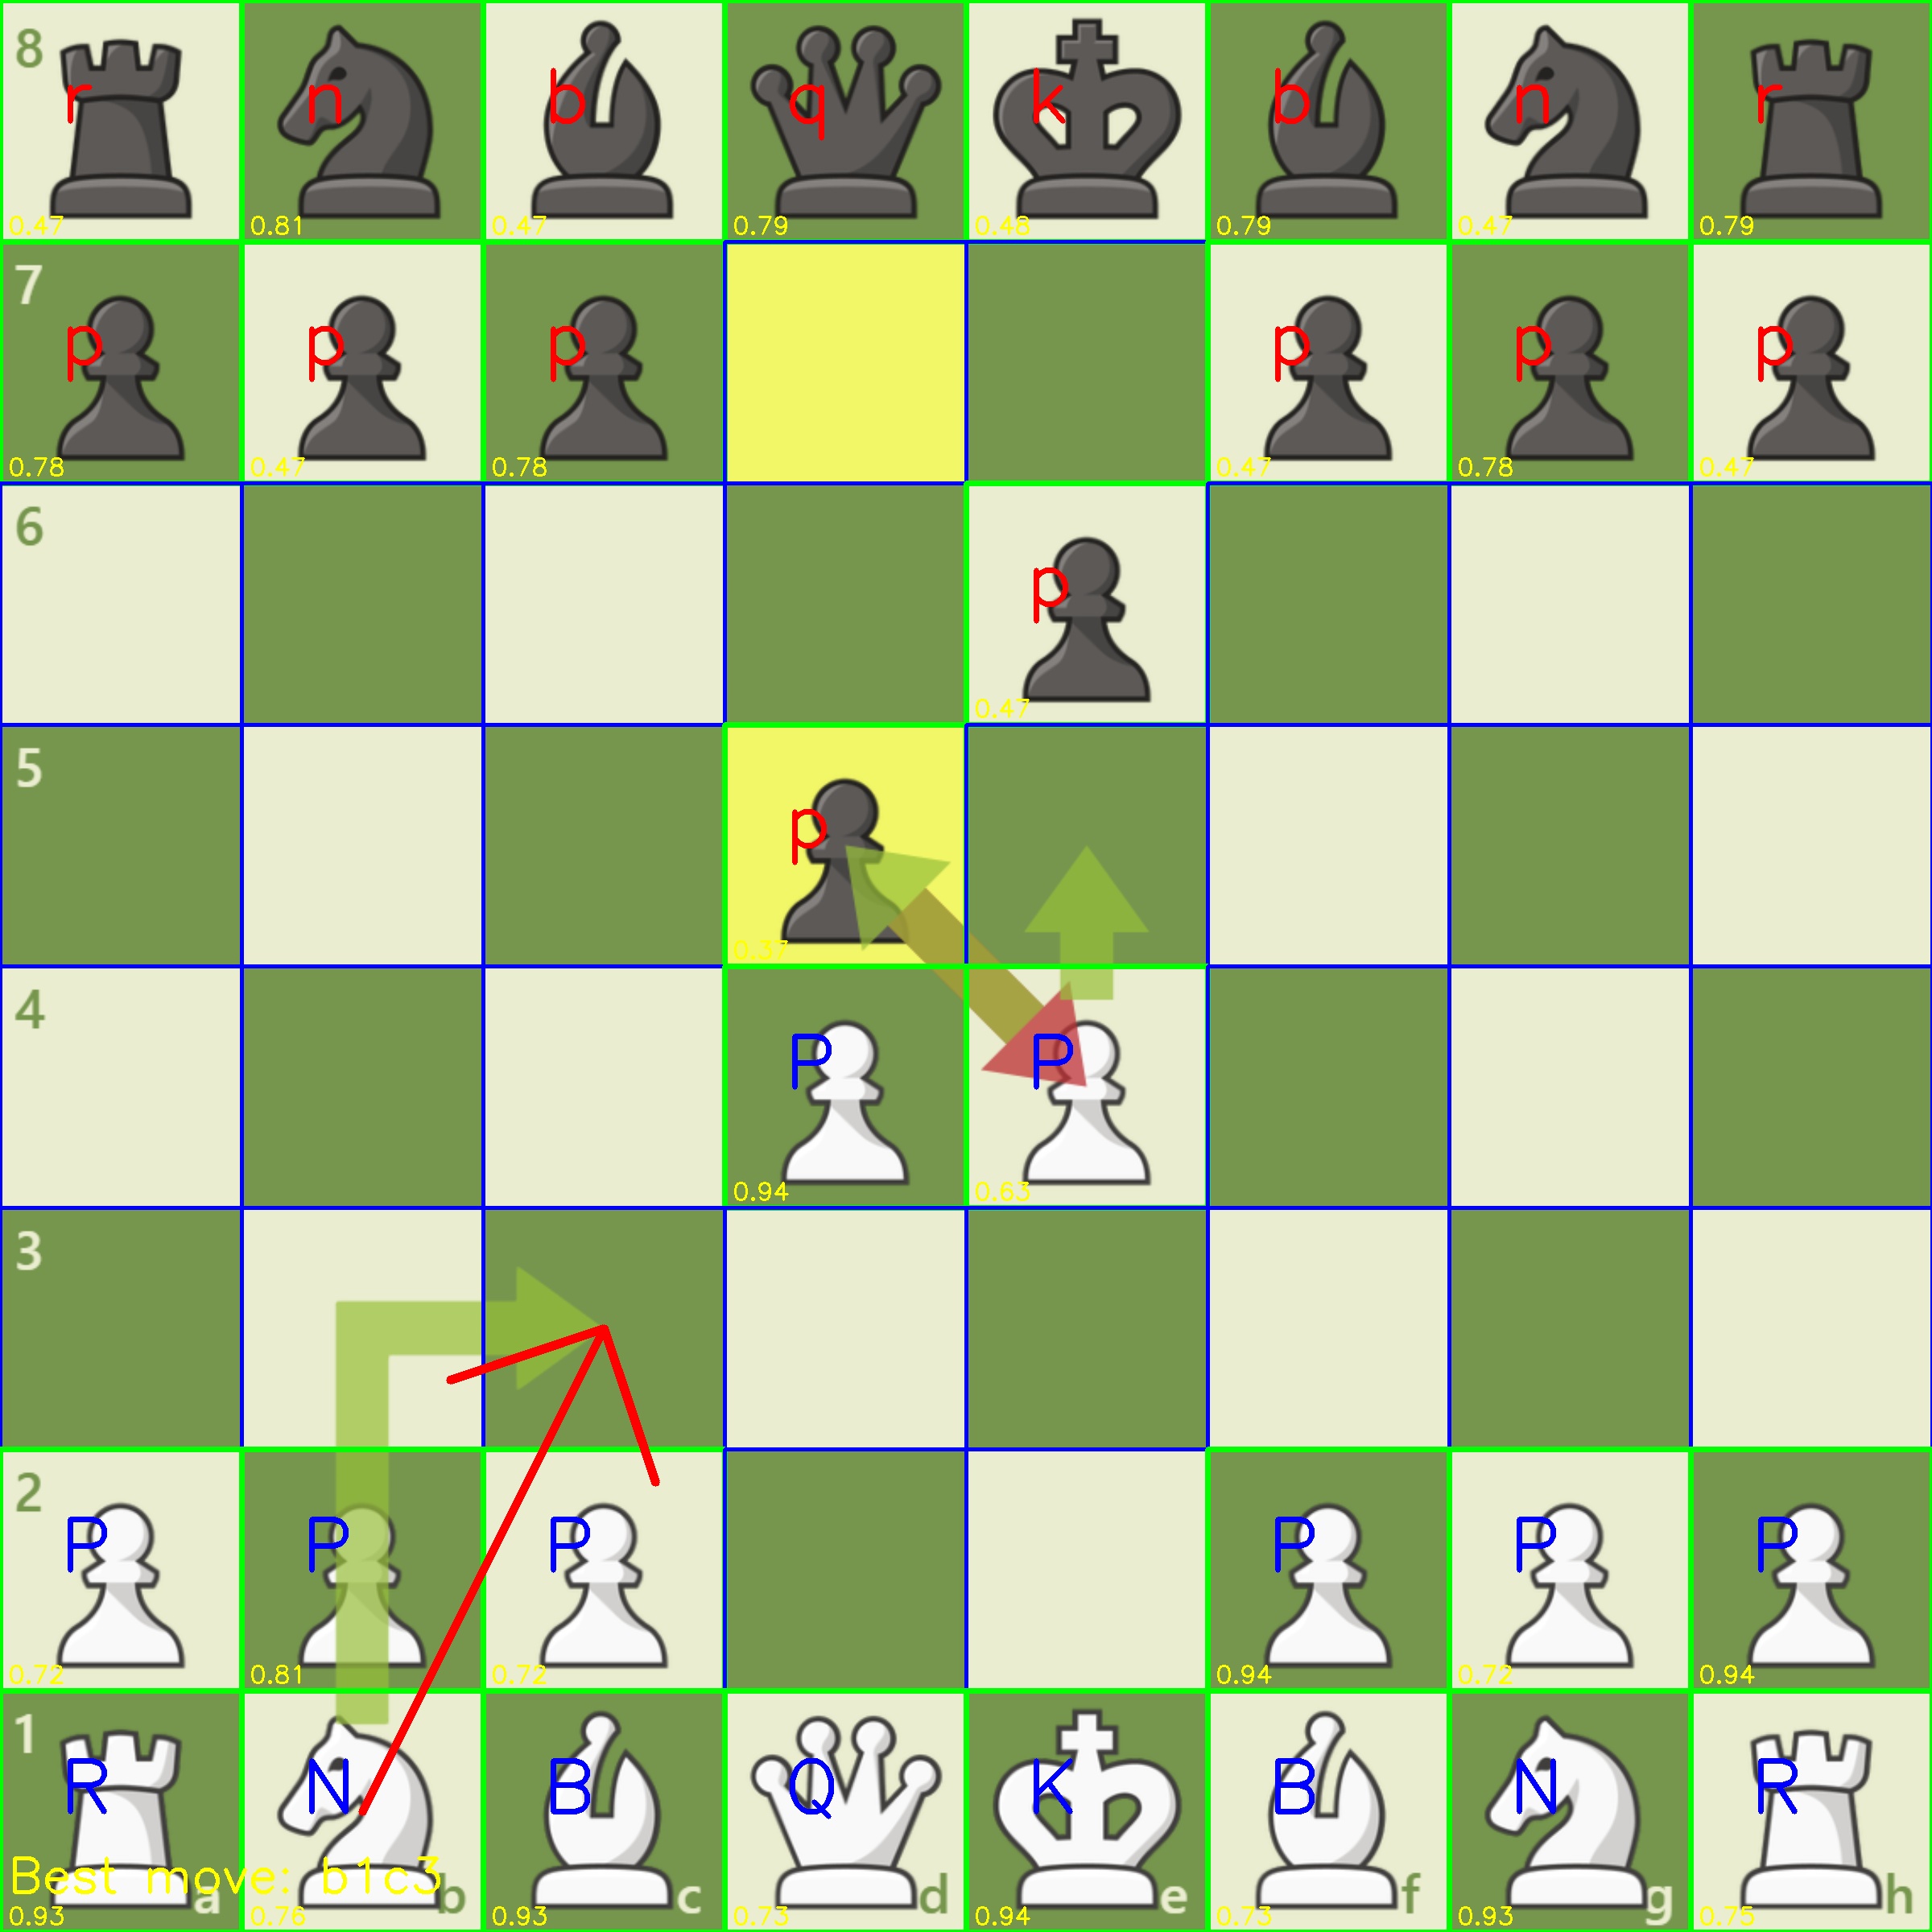 8
r n b q k b n r
0.47 0.81 0.47 0.79 0.48 0.79 0.47 0.79
7
p p p p p p
0.78 0.47 0.78 0.47 0.78 0.47
6
p
0.47
5
p
0.37
4
P P
0.94 0.63
3
2
P P P P P P
0.72 0.81 0.72 0.94 0.72 0.94
1
R N B Q K B N R
Best move: b1c3
a b c d e f g h
0.93 0.76 0.93 0.73 0.94 0.73 0.93 0.75